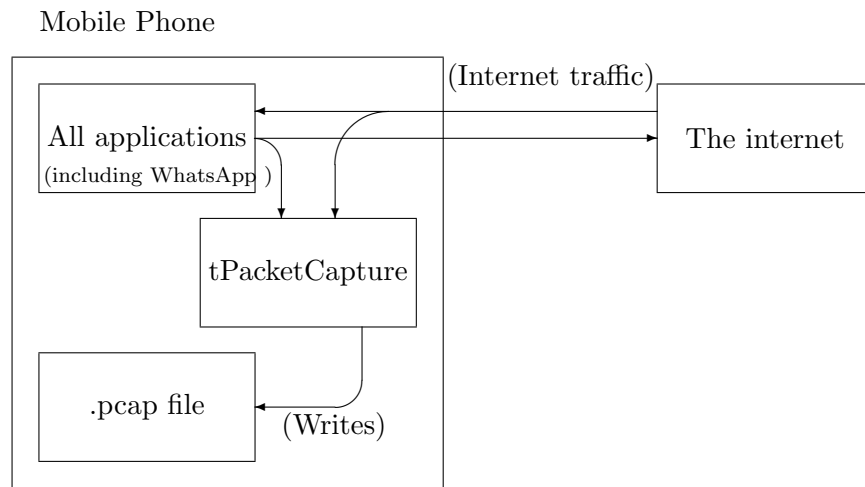 Mobile Phone
(Internet traffic)
All applications
(including WhatsApp )
The internet
tPacketCapture
.pcap file
(Writes)